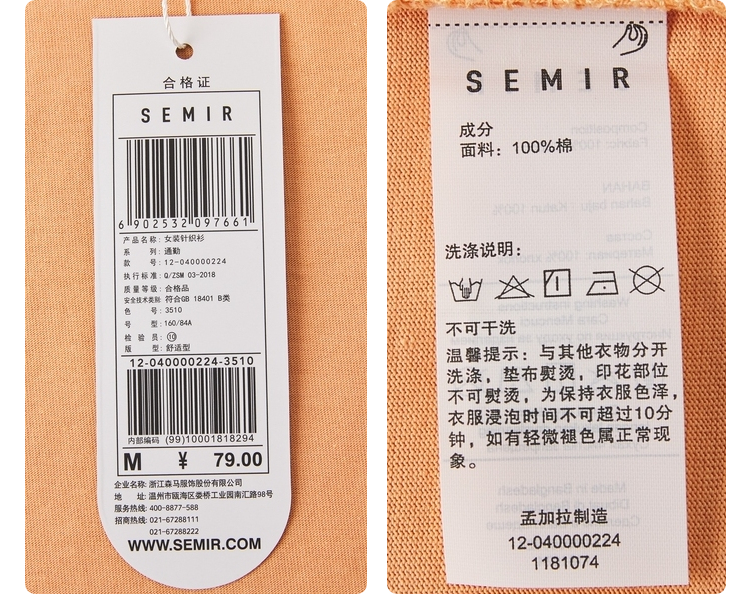 合格证
SEMIR
6 902532 097661
产品名称: 女装针织衫
系 列: 通勤
款 号: 12-040000224
执行标准: Q/ZSM 03-2018
质量等级: 合格品
安全技术类别: 符合GB 18401 B类
色 号: 3510
号 型: 160/84A
检 验 员: ⑩
版 型: 舒适型
12-040000224-3510
内部编码 (99)10001818294
M ¥ 79.00
企业名称: 浙江森马服饰股份有限公司
地 址: 温州市瓯海区娄桥工业园南汇路98号
服务热线: 400-8877-588
招商热线: 021-67288111
021-67288222
WWW.SEMIR.COM
SEMIR
成分
面料: 100%棉
洗涤说明:
不可干洗
温馨提示: 与其他衣物分开
洗涤, 垫布熨烫, 印花部位
不可熨烫, 为保持衣服色泽,
衣服浸泡时间不可超过10分
钟, 如有轻微褪色属正常现
象。
孟加拉制造
12-040000224
1181074